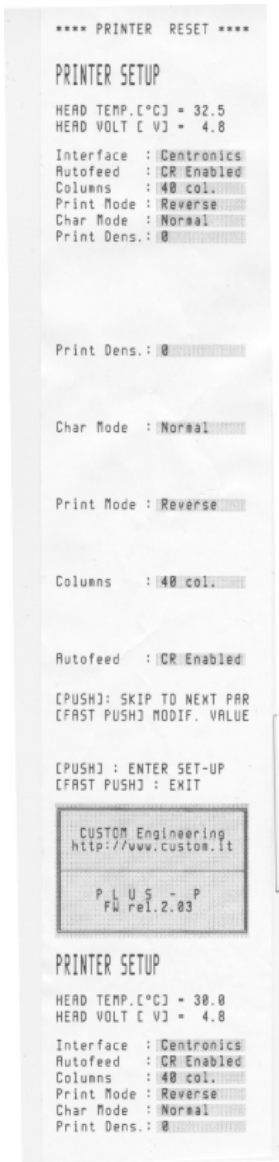 **** PRINTER RESET ****
PRINTER SETUP
HEAD TEMP.[°C] = 32.5
HEAD VOLT [ V] = 4.8
Interface : Centronics
Autofeed : CR Enabled
Columns : 40 col.
Print Mode : Reverse
Char Mode : Normal
Print Dens.: 0
Print Dens.: 0
Char Mode : Normal
Print Mode : Reverse
Columns : 40 col.
Autofeed : CR Enabled
[PUSH]: SKIP TO NEXT PAR
[FAST PUSH] MODIF. VALUE
[PUSH] : ENTER SET-UP
[FAST PUSH] : EXIT
CUSTOM Engineering
http://www.custom.it
P L U S - P
FW rel.2.03
PRINTER SETUP
HEAD TEMP.[°C] = 30.0
HEAD VOLT [ V] = 4.8
Interface : Centronics
Autofeed : CR Enabled
Columns : 40 col.
Print Mode : Reverse
Char Mode : Normal
Print Dens.: 0